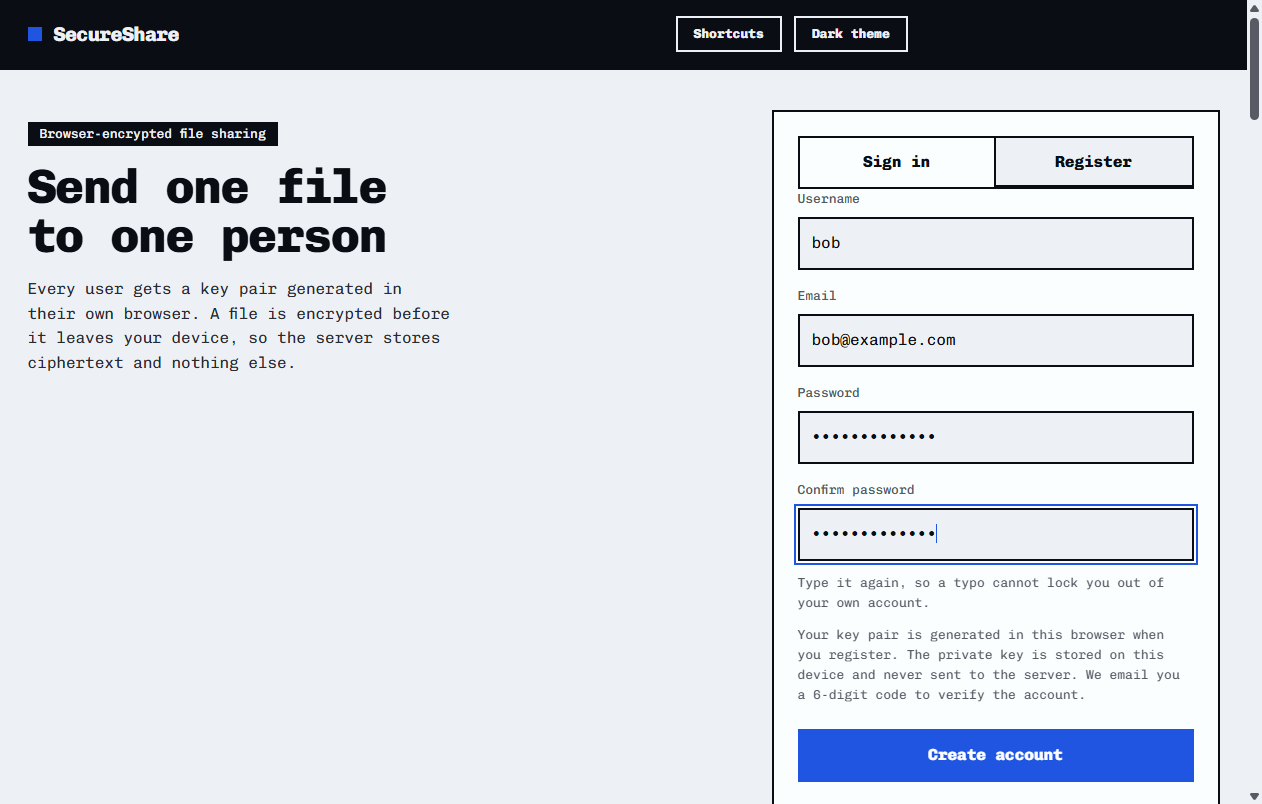 SecureShare
Shortcuts
Dark theme
Browser-encrypted file sharing
Send one file
to one person
Every user gets a key pair generated in
their own browser. A file is encrypted before
it leaves your device, so the server stores
ciphertext and nothing else.
Sign in
Register
Username
bob
Email
bob@example.com
Password
•••••••••••••
Confirm password
•••••••••••••
Type it again, so a typo cannot lock you out of
your own account.
Your key pair is generated in this browser when
you register. The private key is stored on this
device and never sent to the server. We email you
a 6-digit code to verify the account.
Create account